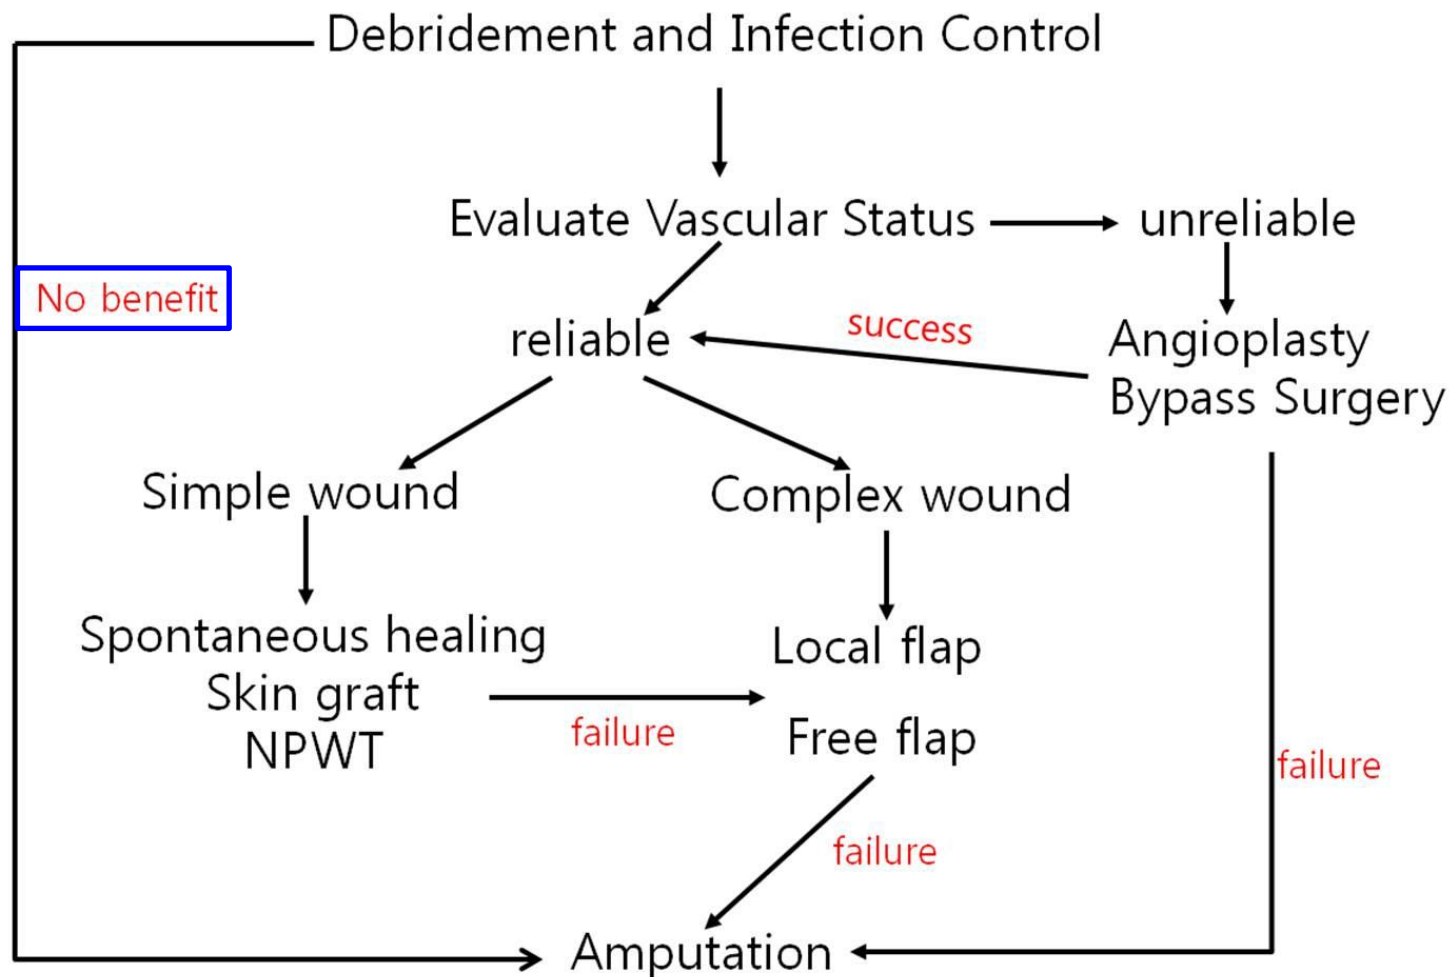 Debridement and Infection Control
Evaluate Vascular Status
unreliable
No benefit
reliable
success
Angioplasty
Bypass Surgery
Simple wound
Complex wound
Spontaneous healing
Skin graft
NPWT
failure
Local flap
Free flap
failure
failure
Amputation